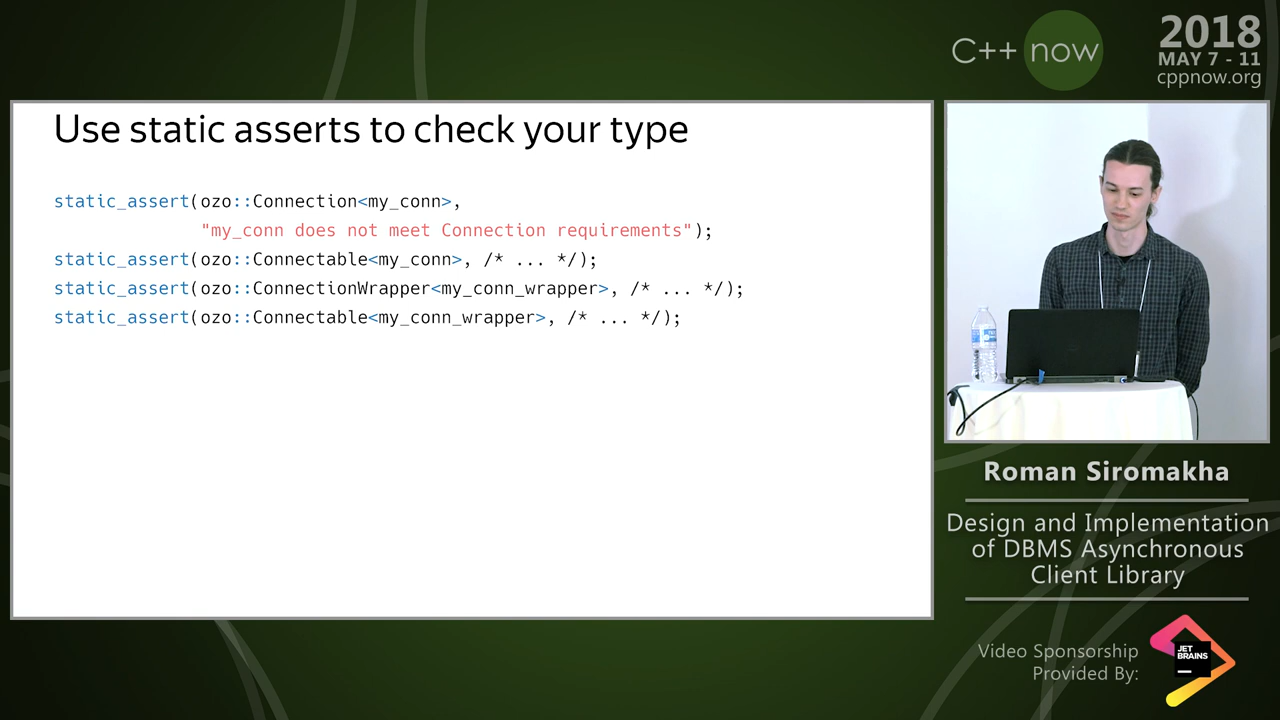 C++ now
2018
MAY 7 - 11
cppnow.org
Use static asserts to check your type
static_assert(ozo::Connection<my_conn>,
"my_conn does not meet Connection requirements");
static_assert(ozo::Connectable<my_conn>, /* ... */);
static_assert(ozo::ConnectionWrapper<my_conn_wrapper>, /* ... */);
static_assert(ozo::Connectable<my_conn_wrapper>, /* ... */);
Roman Siromakha
Design and Implementation
of DBMS Asynchronous
Client Library
Video Sponsorship
Provided By:
JET
BRAINS